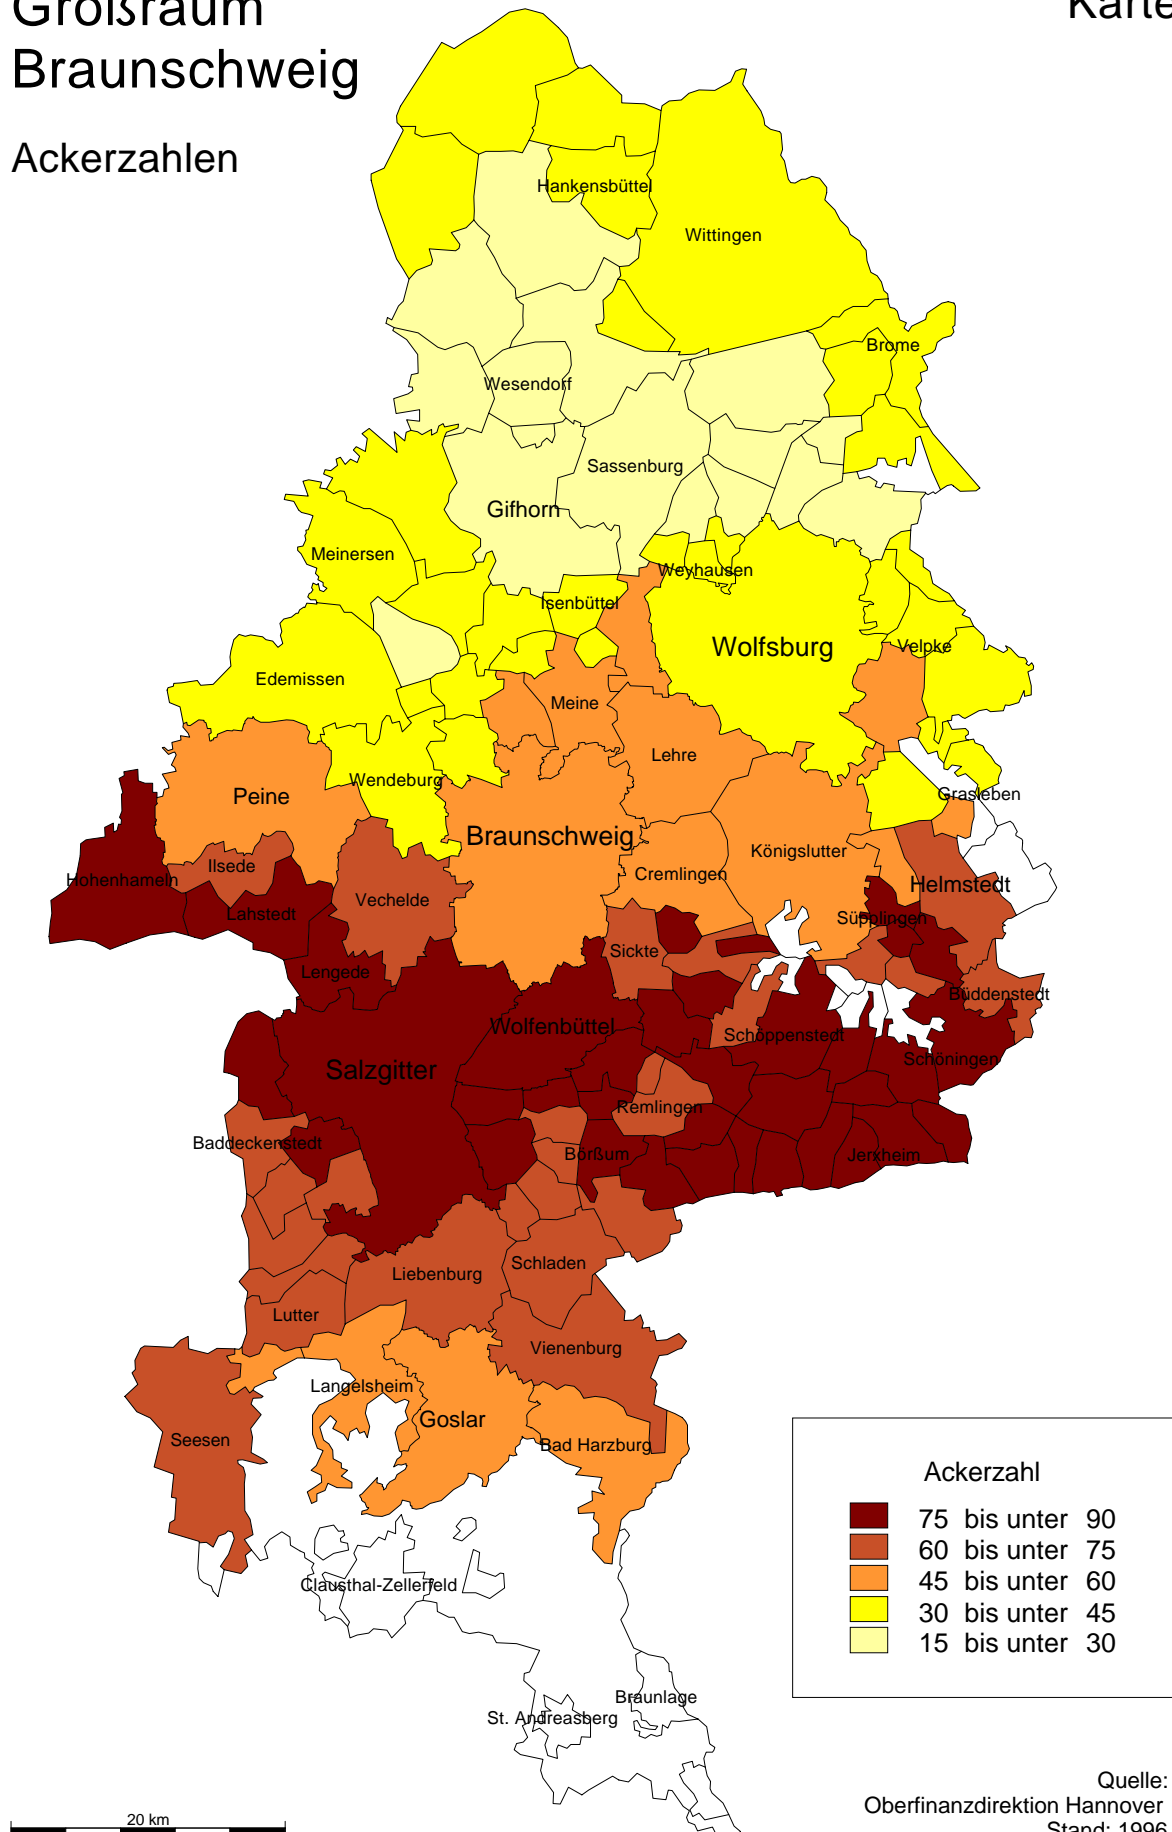 Großraum
Karte
Braunschweig
Ackerzahlen
Hankensbüttel
Wittingen
Brome
Wesendorf
Sassenburg
Gifhorn
Meinersen
Weyhausen
Isenbüttel
Wolfsburg
Velpke
Edemissen
Meine
Lehre
Wendeburg
Grasleben
Peine
Braunschweig
Königslutter
Ilsede
Cremlingen
Hohenhameln
Helmstedt
Vechelde
Lahstedt
Süpplingen
Sickte
Lengede
Büddenstedt
Wolfenbüttel
Schöppenstedt
Schöningen
Salzgitter
Remlingen
Baddeckenstedt
Börßum
Jerxheim
Schladen
Liebenburg
Lutter
Vienenburg
Langelsheim
Goslar
Seesen
Bad Harzburg
Ackerzahl
75 bis unter 90
60 bis unter 75
45 bis unter 60
30 bis unter 45
15 bis unter 30
Clausthal-Zellerfeld
Braunlage
St. Andreasberg
Quelle:
Oberfinanzdirektion Hannover
Stand: 1996
20 km